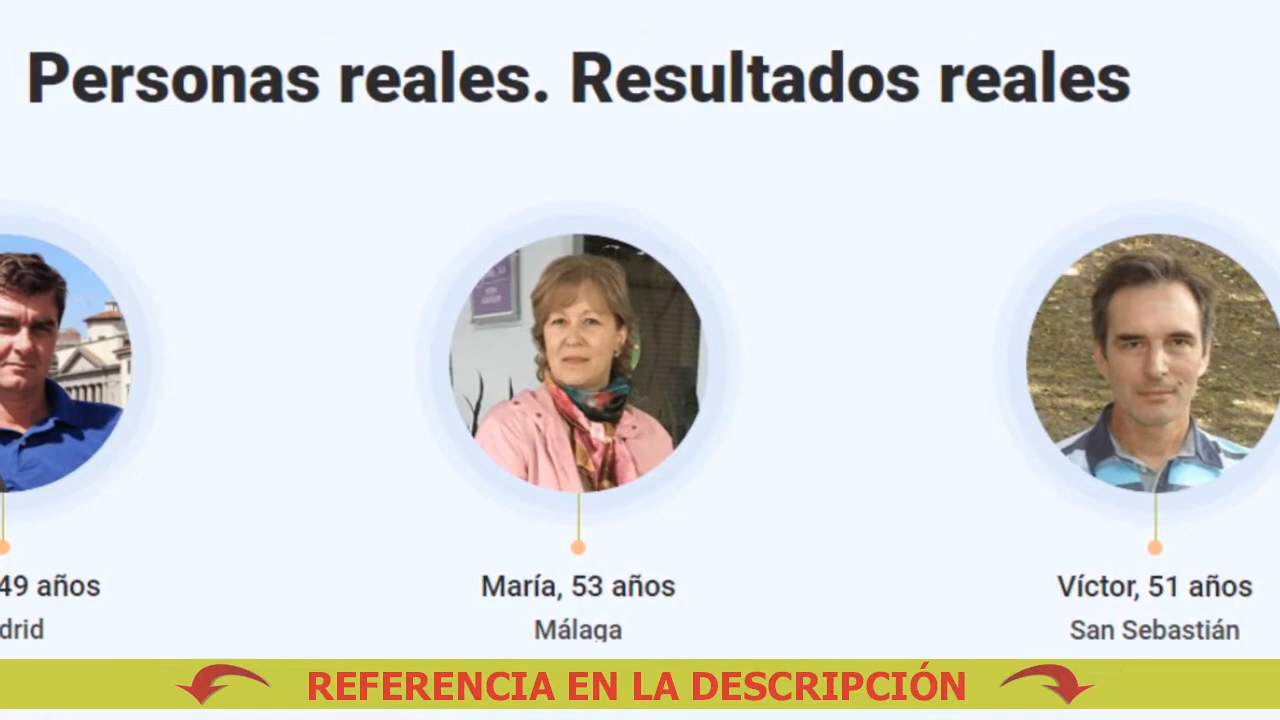 Personas reales. Resultados reales
49 años
María, 53 años
Víctor, 51 años
drid
Málaga
San Sebastián
REFERENCIA EN LA DESCRIPCIÓN